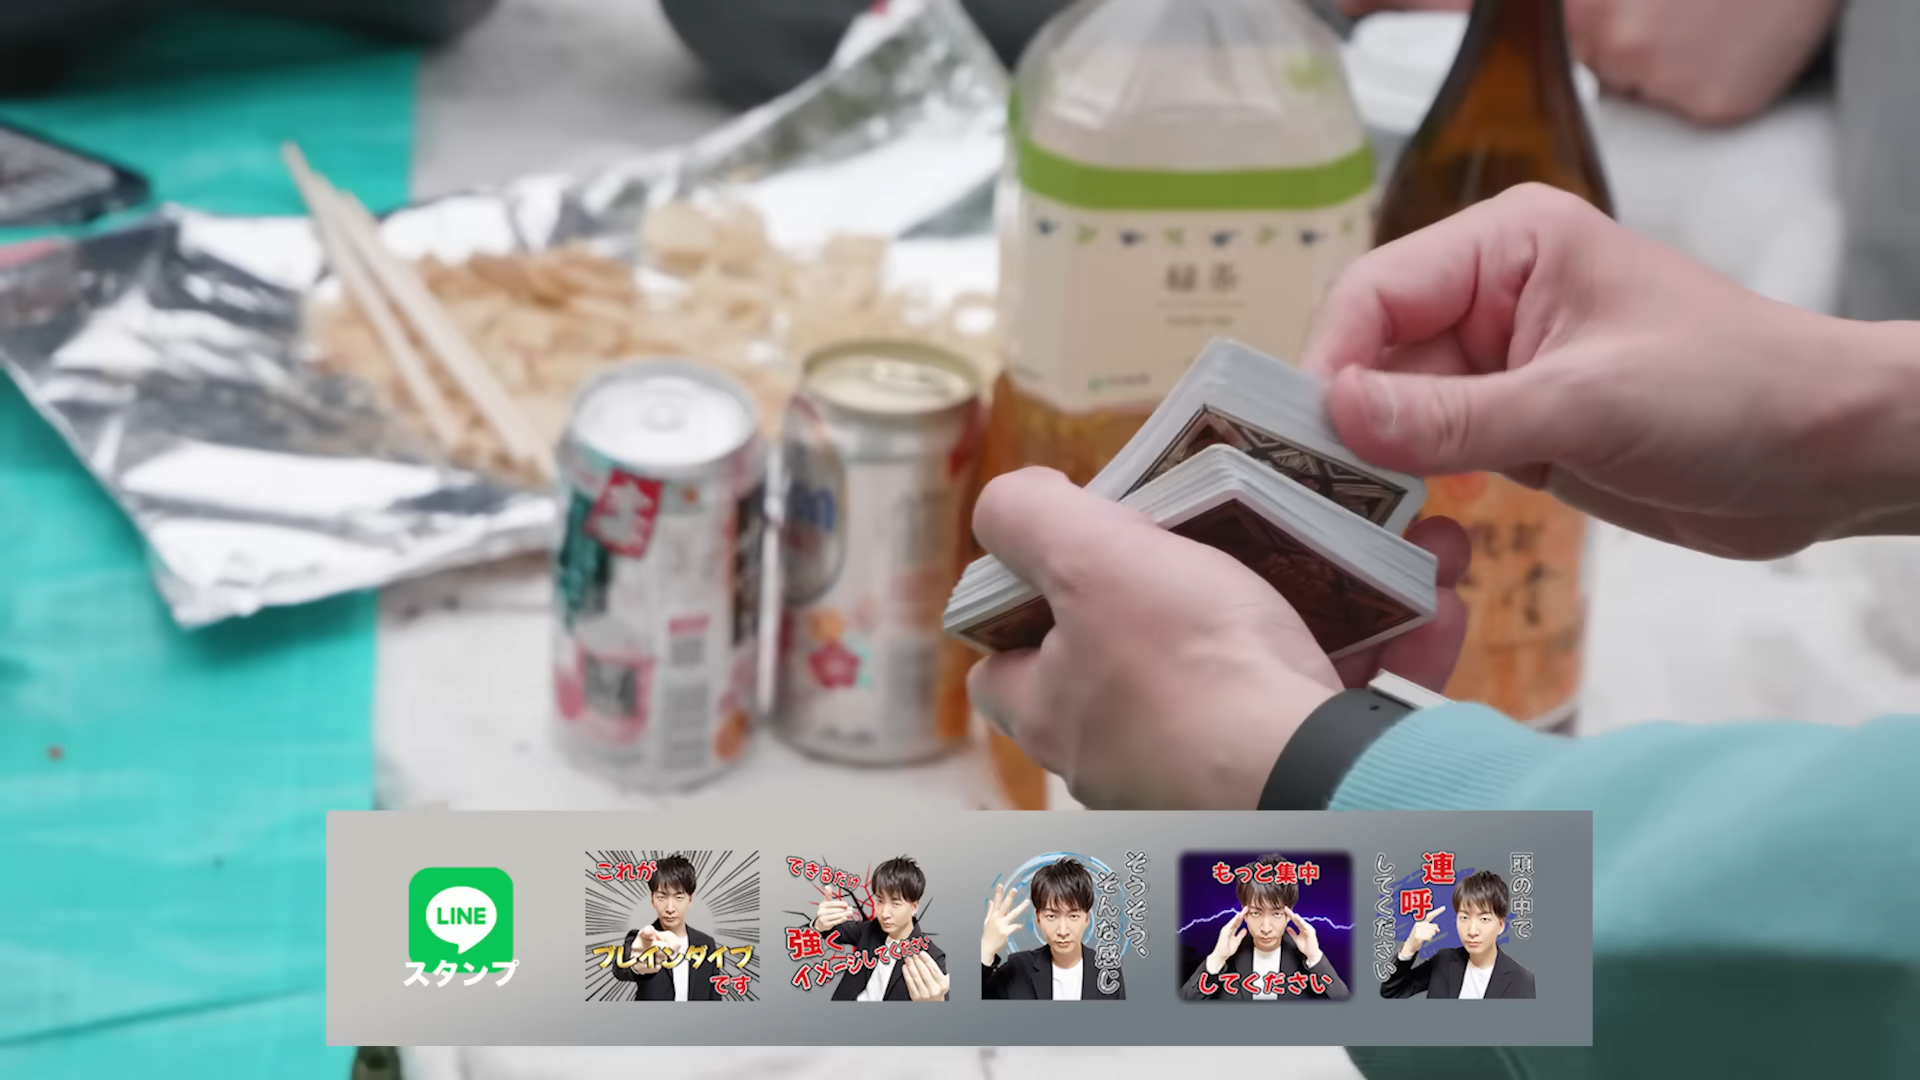 緑茶
本
LINE
スタンプ
これが
ブレインダイブ
です
できるだけ
強く
イメージしてください
そうそう、
そんな感じ
もっと集中
してください
頭の中で
連呼
してください